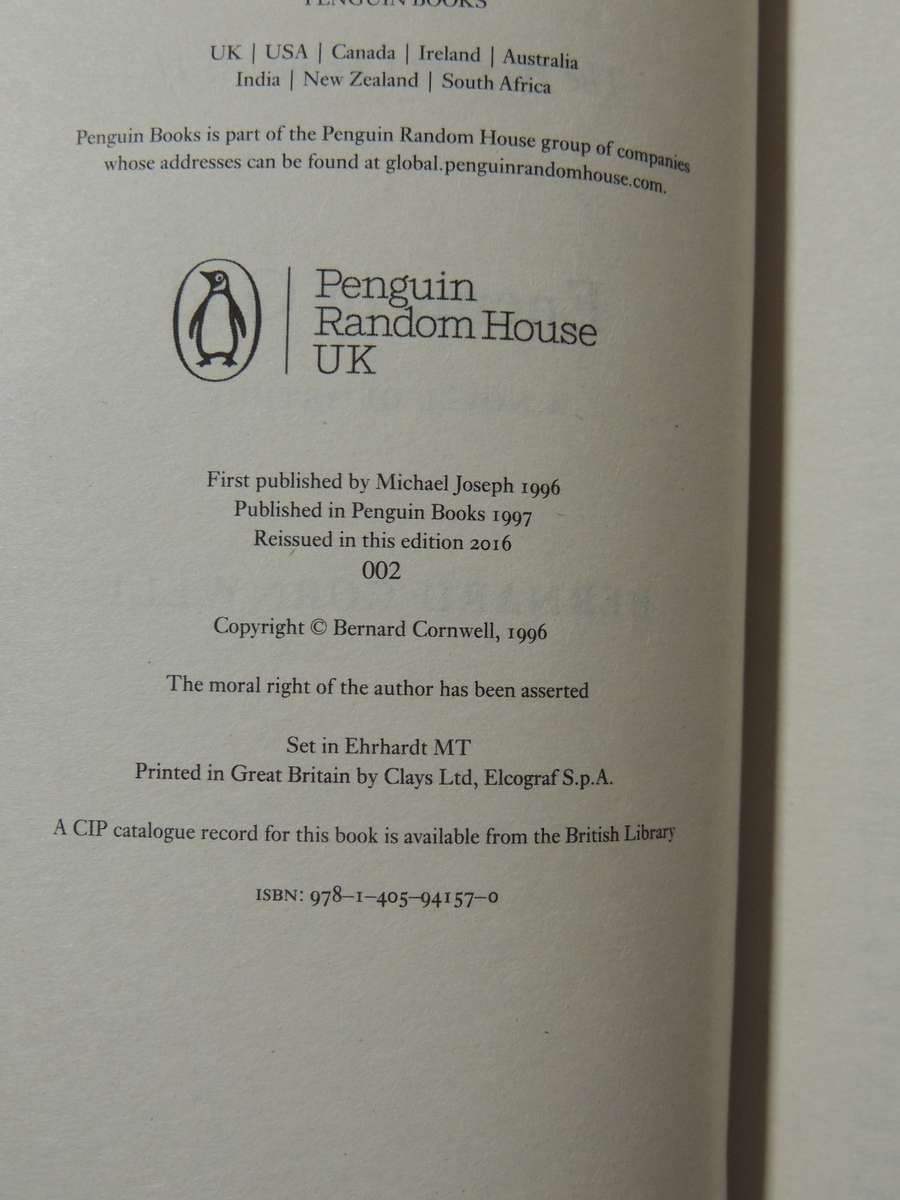 PENGUIN BOOKS
UK | USA | Canada | Ireland | Australia
India | New Zealand | South Africa
Penguin Books is part of the Penguin Random House group of companies
whose addresses can be found at global.penguinrandomhouse.com.
Penguin
Random House
UK
First published by Michael Joseph 1996
Published in Penguin Books 1997
Reissued in this edition 2016
002
Copyright © Bernard Cornwell, 1996
The moral right of the author has been asserted
Set in Ehrhardt MT
Printed in Great Britain by Clays Ltd, Elcograf S.p.A.
A CIP catalogue record for this book is available from the British Library
ISBN: 978–1–405–94157–0